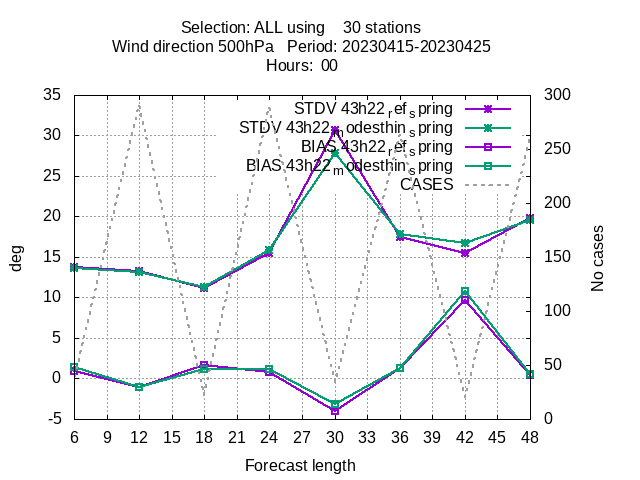 Selection: ALL using 30 stations
Wind direction 500hPa Period: 20230415-20230425
Hours: 00
STDV 43h22_ref_spring
STDV 43h22_modesthin_spring
BIAS 43h22_ref_spring
BIAS 43h22_modesthin_spring
CASES
35
30
25
20
15
10
5
0
-5
deg
300
250
200
150
100
50
0
No cases
6 9 12 15 18 21 24 27 30 33 36 39 42 45 48
Forecast length